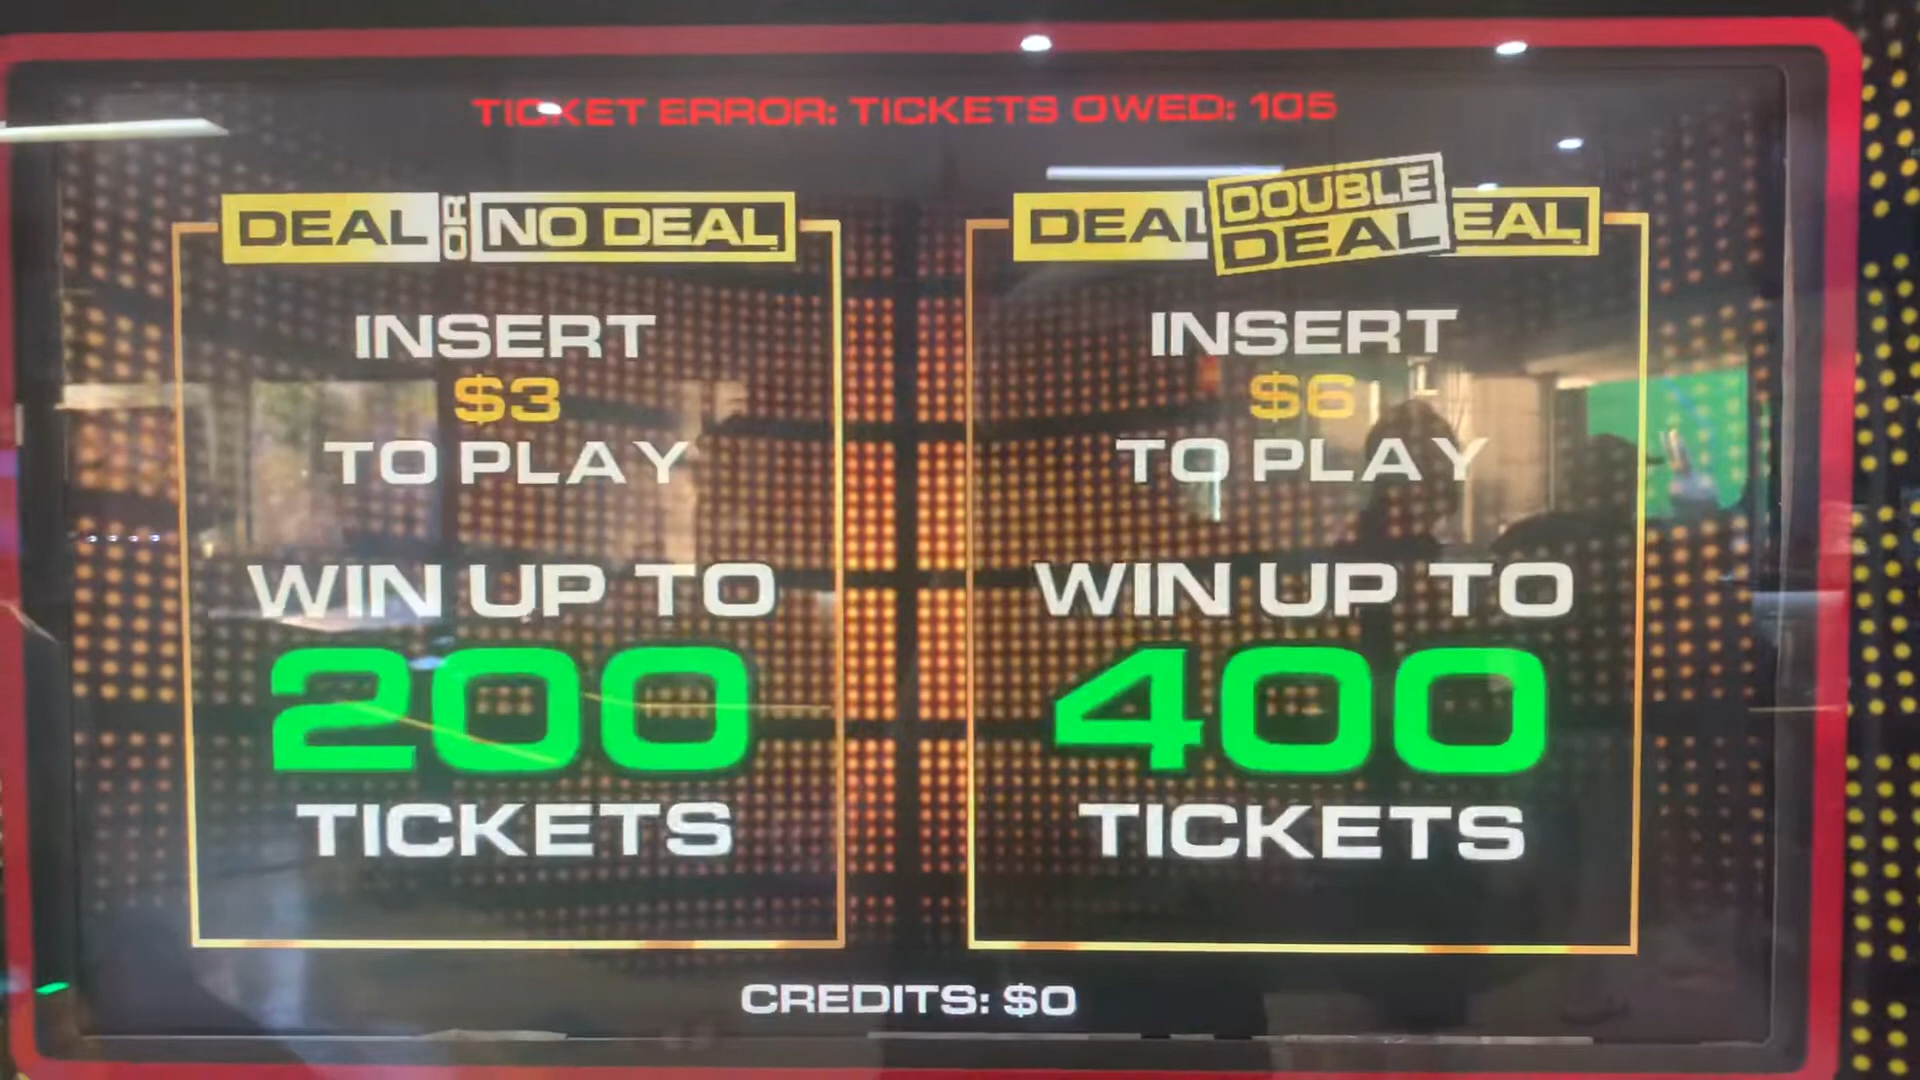 TICKET ERROR: TICKETS OWED: 105
DEAL OR NO DEAL
INSERT
$3
TO PLAY
WIN UP TO
200
TICKETS
DEAL DOUBLE DEAL EAL
INSERT
$6
TO PLAY
WIN UP TO
400
TICKETS
CREDITS: $0